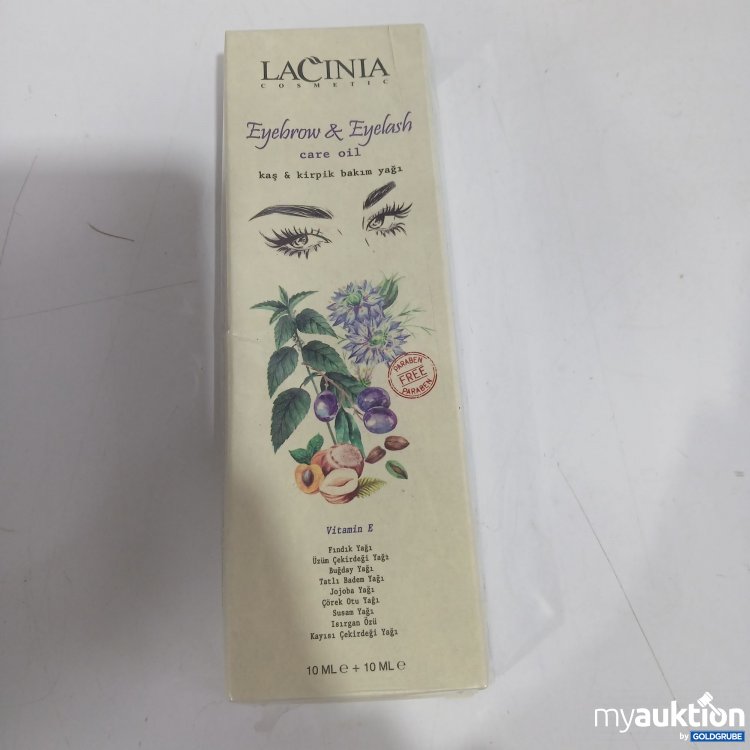 LACINIA
COSMETIC
Eyebrow & Eyelash
care oil
kaş & kirpik bakım yağı
PARABEN
FREE
PARABEN
Vitamin E
Fındık Yağı
Üzüm Çekirdeği Yağı
Buğday Yağı
Tatlı Badem Yağı
Jojoba Yağı
Çörek Otu Yağı
Susam Yağı
Isırgan Özü
Kayısı Çekirdeği Yağı
10 ML e + 10 ML e
myauktion
by GOLDGRUBE